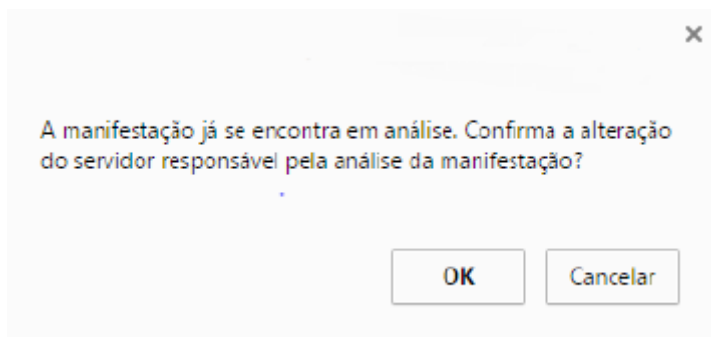 A manifestação já se encontra em análise. Confirma a alteração
do servidor responsável pela análise da manifestação?
OK
Cancelar